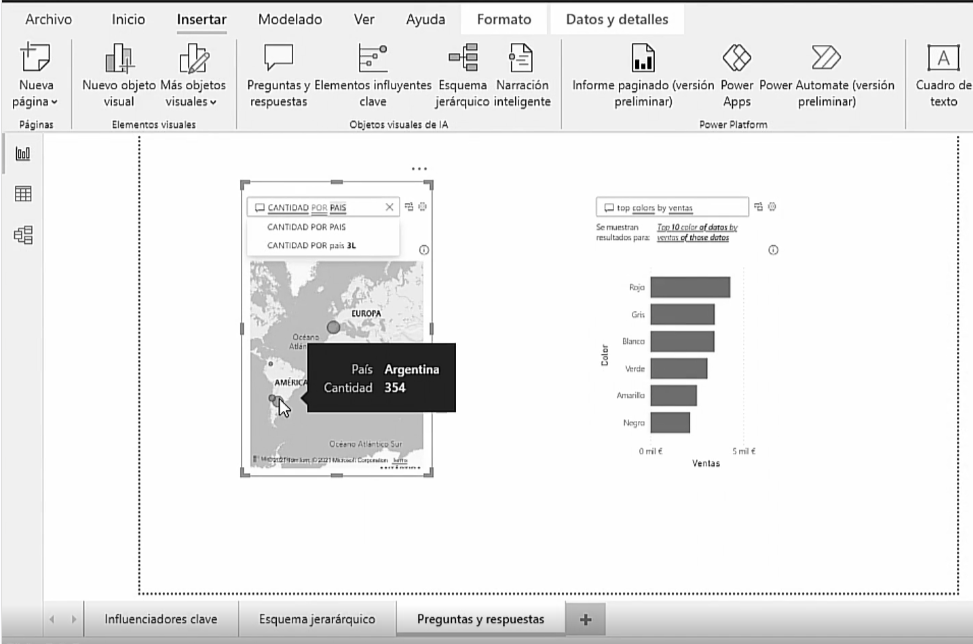 Archivo Inicio Insertar Modelado Ver Ayuda Formato Datos y detalles
Nueva página
Nuevo objeto visual
Más objetos visuales
Preguntas y respuestas
Elementos influyentes clave
Esquema jerárquico
Narración inteligente
Informe paginado (versión preliminar)
Power Apps
Power Automate (versión preliminar)
Cuadro de texto
Páginas
Elementos visuales
Objetos visuales de IA
Power Platform
CANTIDAD POR PAIS
CANTIDAD POR PAIS
CANTIDAD POR país 3L
EUROPA
Océano
AMÉRICA
País Argentina
Cantidad 354
Océano Atlántico Sur
© 2021 Microsoft Corporation Terms
top colors by ventas
Se muestran
resultados para:
Top 10 color of datos by
ventas of those datos
Color
Rojo
Gris
Blanco
Verde
Amarillo
Negro
0 mil € 5 mil €
Ventas
Influenciadores clave
Esquema jerarárquico
Preguntas y respuestas